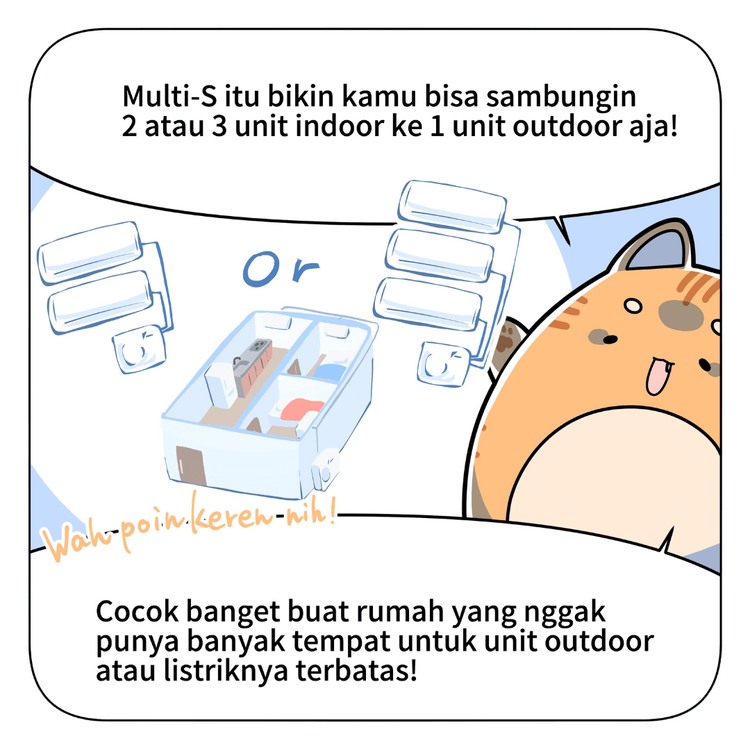 Multi-S itu bikin kamu bisa sambungin
2 atau 3 unit indoor ke 1 unit outdoor aja!
Or
Wah poin keren nih!
Cocok banget buat rumah yang nggak
punya banyak tempat untuk unit outdoor
atau listriknya terbatas!